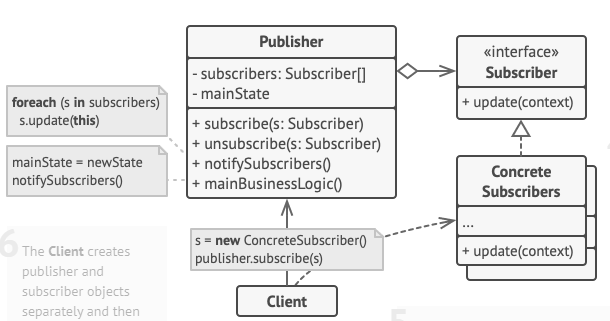 Publisher
- subscribers: Subscriber[]
- mainState
+ subscribe(s: Subscriber)
+ unsubscribe(s: Subscriber)
+ notifySubscribers()
+ mainBusinessLogic()
«interface»
Subscriber
+ update(context)
foreach (s in subscribers)
s.update(this)
mainState = newState
notifySubscribers()
Concrete
Subscribers
...
+ update(context)
s = new ConcreteSubscriber()
publisher.subscribe(s)
Client
6
The Client creates
publisher and
subscriber objects
separately and then
5